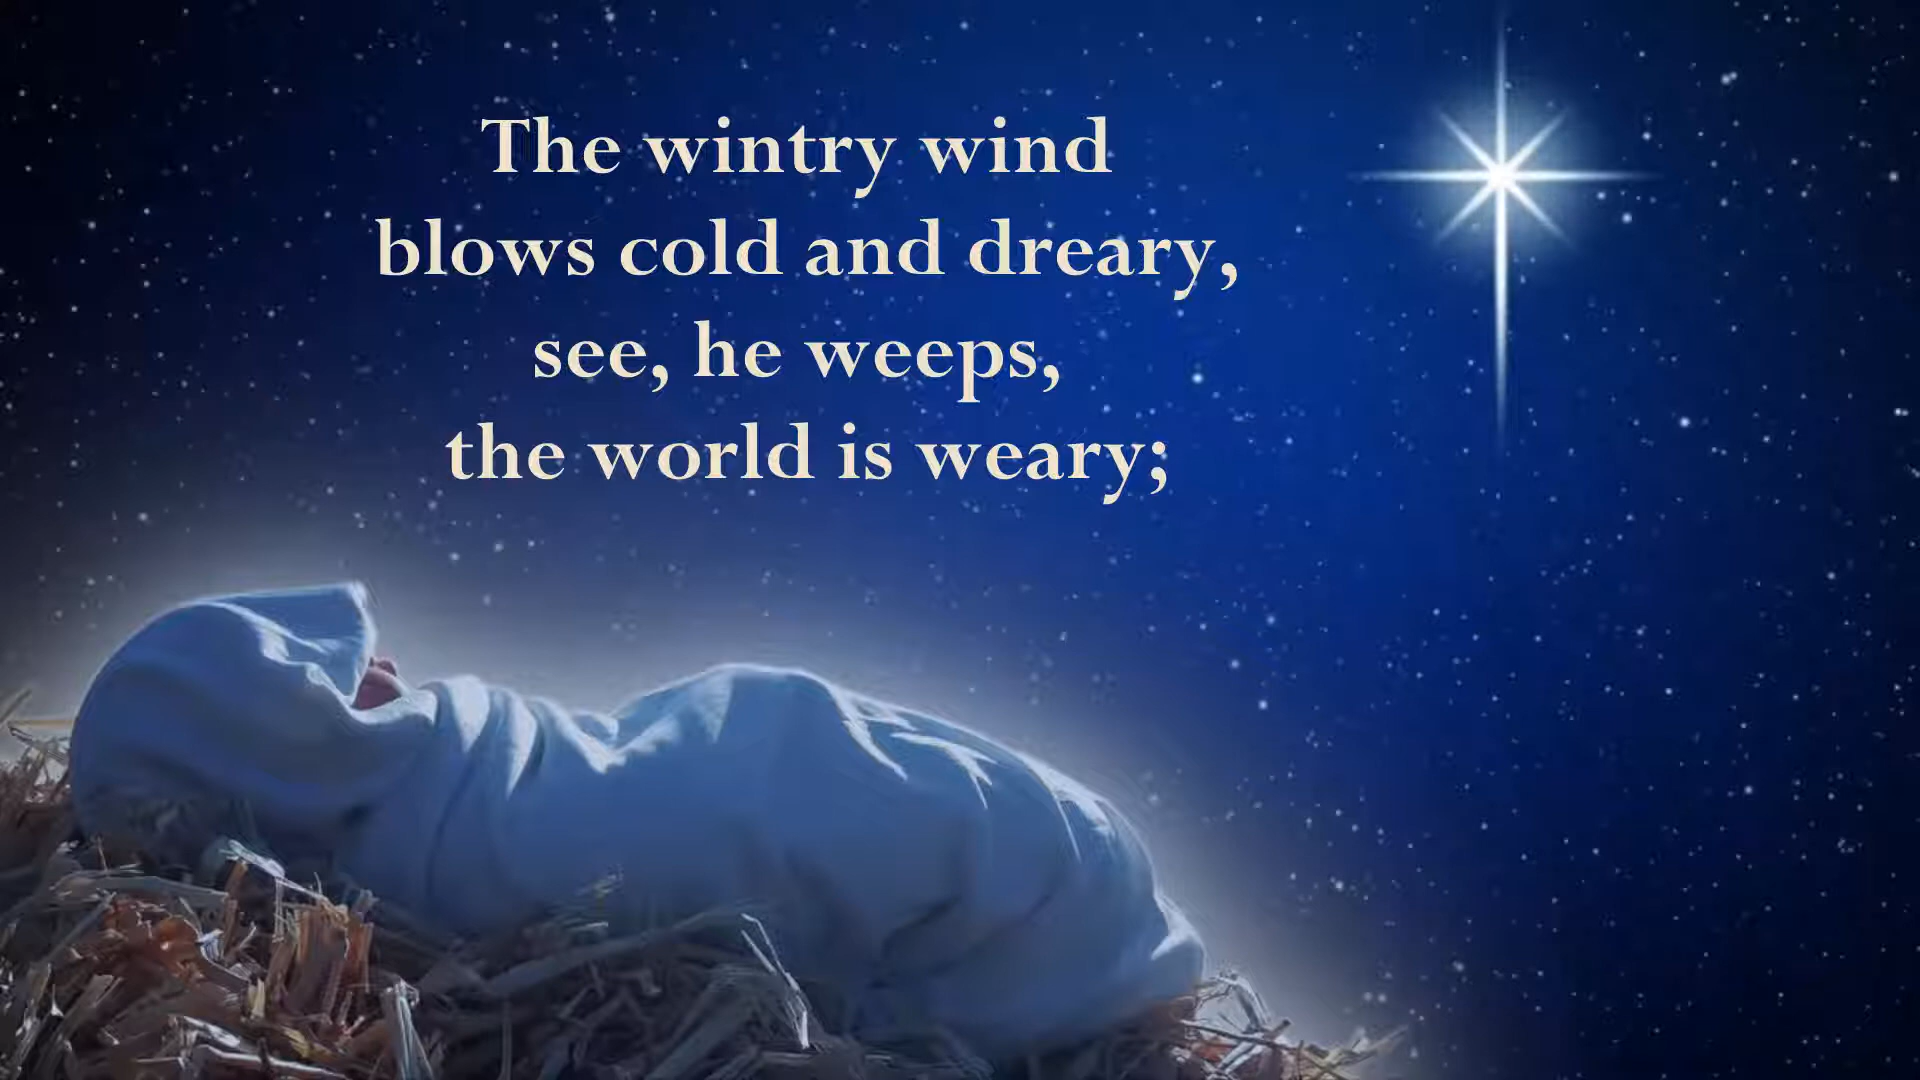 The wintry wind
blows cold and dreary,
see, he weeps,
the world is weary;